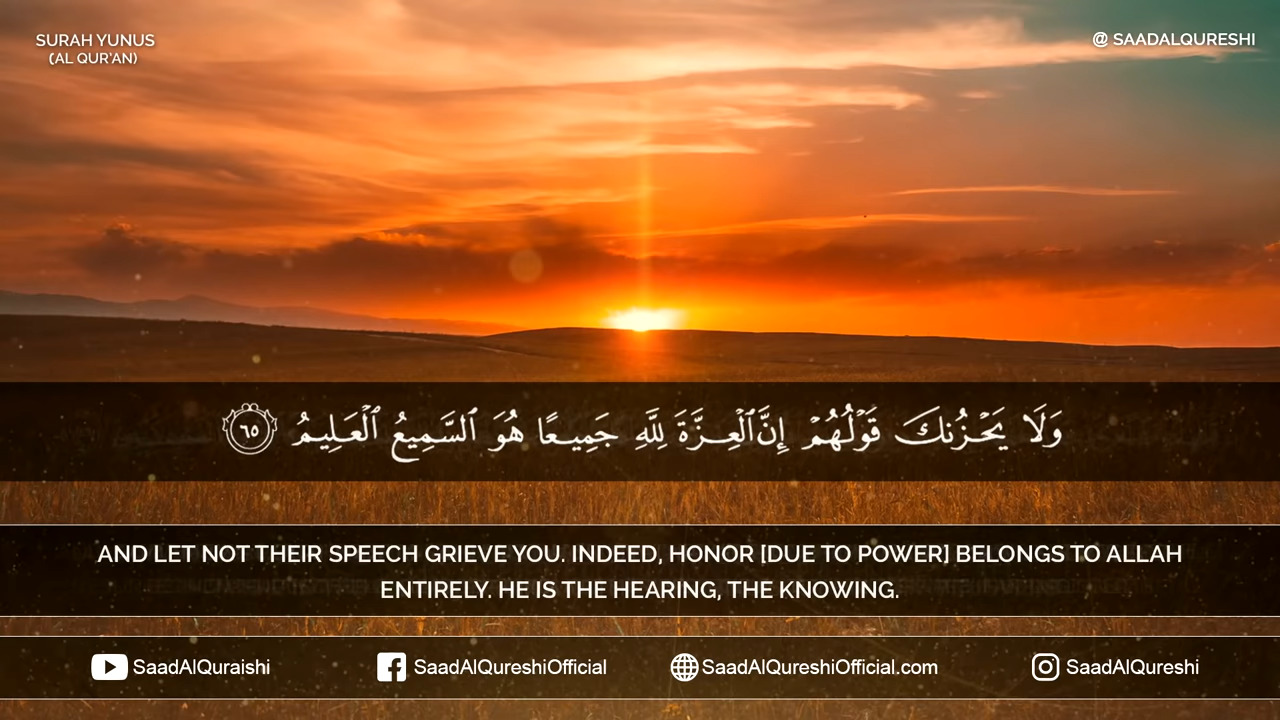 SURAH YUNUS
(AL QUR'AN)
@ SAADALQURESHI
وَلَا يَحْزُنكَ قَوْلُهُمْ إِنَّ ٱلْعِزَّةَ لِلَّهِ جَمِيعًا هُوَ ٱلسَّمِيعُ ٱلْعَلِيمُ ٦٥
AND LET NOT THEIR SPEECH GRIEVE YOU. INDEED, HONOR [DUE TO POWER] BELONGS TO ALLAH
ENTIRELY. HE IS THE HEARING, THE KNOWING.
SaadAlQuraishi
SaadAlQureshiOfficial
SaadAlQureshiOfficial.com
SaadAlQureshi